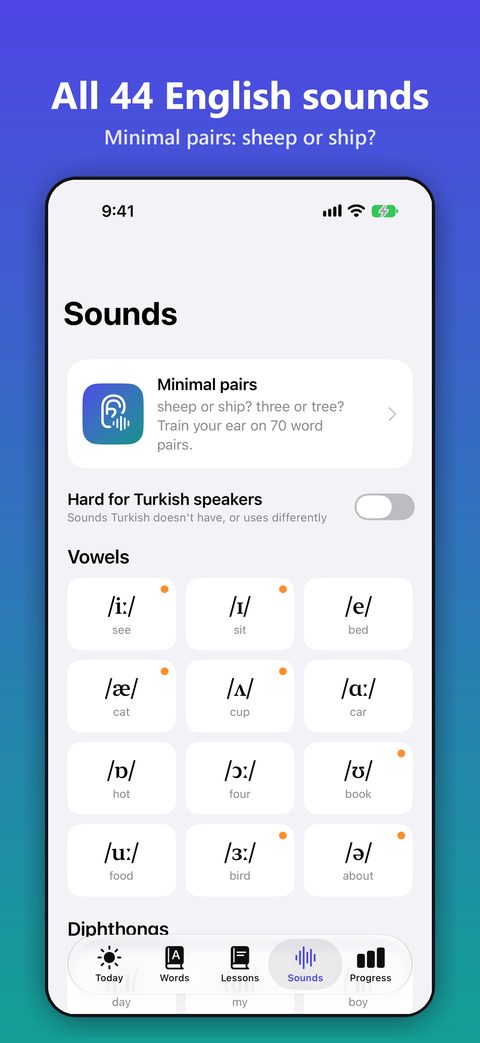 All 44 English sounds
Minimal pairs: sheep or ship?
9:41
Sounds
Minimal pairs
sheep or ship? three or tree?
Train your ear on 70 word
pairs.
Hard for Turkish speakers
Sounds Turkish doesn't have, or uses differently
Vowels
/iː/ /ɪ/ /e/
see sit bed
/æ/ /ʌ/ /ɑː/
cat cup car
/ɒ/ /ɔː/ /ʊ/
hot four book
/uː/ /ɜː/ /ə/
food bird about
Diphthongs
Today Words Lessons Sounds Progress
day my boy